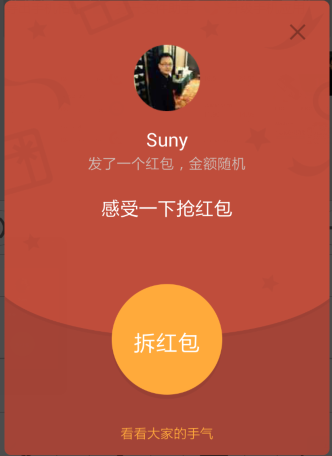 Suny
发了一个红包，金额随机
感受一下抢红包
拆红包
看看大家的手气